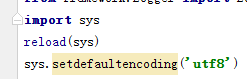 import sys
reload(sys)
sys.setdefaultencoding('utf8')